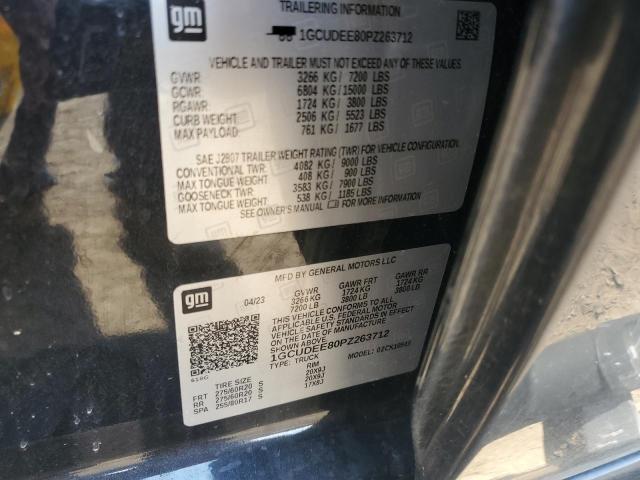 gm
TRAILERING INFORMATION
1GCUDEE80PZ263712
VEHICLE AND TRAILER MUST NOT EXCEED ANY OF THESE VALUES.
GVWR: 3266 KG/ 7200 LBS
GCWR: 6804 KG/15000 LBS
RGAWR: 1724 KG/ 3800 LBS
CURB WEIGHT: 2506 KG/ 5523 LBS
MAX PAYLOAD: 761 KG/ 1677 LBS
SAE J2807 TRAILER WEIGHT RATING (TWR) FOR VEHICLE CONFIGURATION.
CONVENTIONAL TWR: 4082 KG/ 9000 LBS
MAX TONGUE WEIGHT: 408 KG/ 900 LBS
GOOSENECK TWR: 3583 KG/ 7900 LBS
MAX TONGUE WEIGHT: 538 KG/ 1185 LBS
SEE OWNER'S MANUAL FOR MORE INFORMATION.
gm
MFD BY GENERAL MOTORS LLC
04/23
GVWR GAWR FRT GAWR RR
3266 KG 1724 KG 1724 KG
7200 LB 3800 LB 3800 LB
THIS VEHICLE CONFORMS TO ALL
APPLICABLE U.S. FEDERAL MOTOR
VEHICLE SAFETY STANDARDS IN EFFECT
ON THE DATE OF MANUFACTURE
SHOWN ABOVE.
1GCUDEE80PZ263712
TYPE: TRUCK MODEL:
TIRE SIZE RIM
FRT 275/60R20 S 20X9J
RR 275/60R20 S 20X9J
SPA 255/80R17 S 17X8J